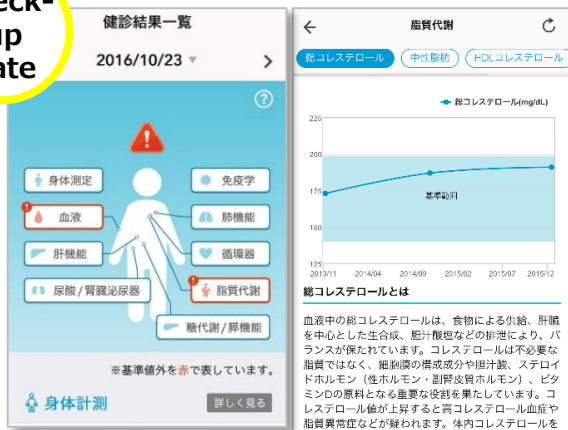 eck-
up
ate
健診結果一覧
2016/10/23 ▼
>
?
!
身体測定
免疫学
血液
肺機能
肝機能
循環器
尿酸/腎臓泌尿器
脂質代謝
糖代謝/膵機能
※基準値外を赤で表しています。
身体計測
詳しく見る
脂質代謝
総コレステロール
中性脂肪
HDLコレステロール
総コレステロール(mg/dL)
225
200
175
基準範囲
150
125
2013/11 2014/04 2014/09 2015/02 2015/07 2015/12
総コレステロールとは
血液中の総コレステロールは、食物による供給、肝臓
を中心とした生合成、胆汁酸塩などの排泄により、バ
ランスが保たれています。コレステロールは不必要な
脂質ではなく、細胞膜の構成成分や胆汁酸、ステロイ
ドホルモン（性ホルモン・副腎皮質ホルモン）、ビタ
ミンDの原料となる重要な役割を果たしています。コ
レステロール値が上昇すると高コレステロール血症や
脂質異常症などが疑われます。体内コレステロールを